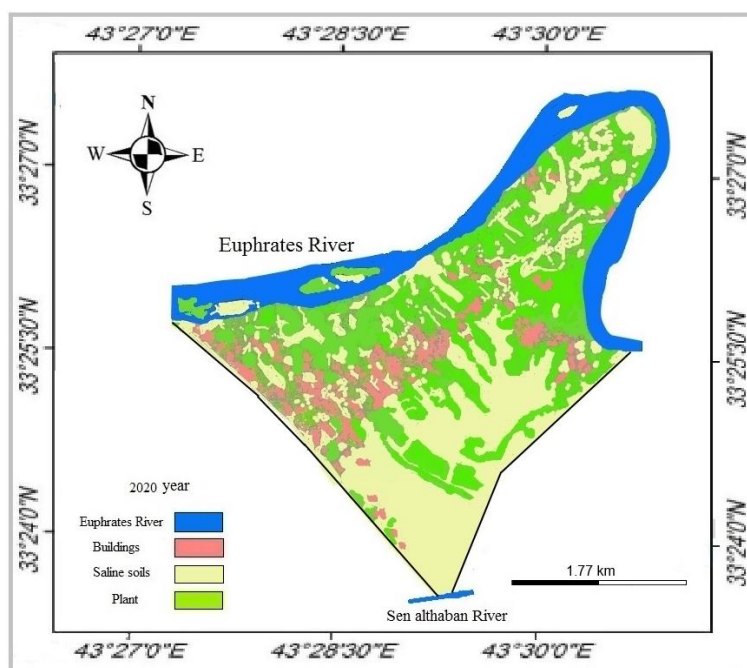 43°27'0"E 43°28'30"E 43°30'0"E
N
W E
S
33°27'0"N
33°27'0"N
Euphrates River
33°25'30"N
33°25'30"N
2020 year
Euphrates River
Buildings
Saline soils
Plant
33°24'0"N
33°24'0"N
1.77 km
Sen althaban River
43°27'0"E 43°28'30"E 43°30'0"E